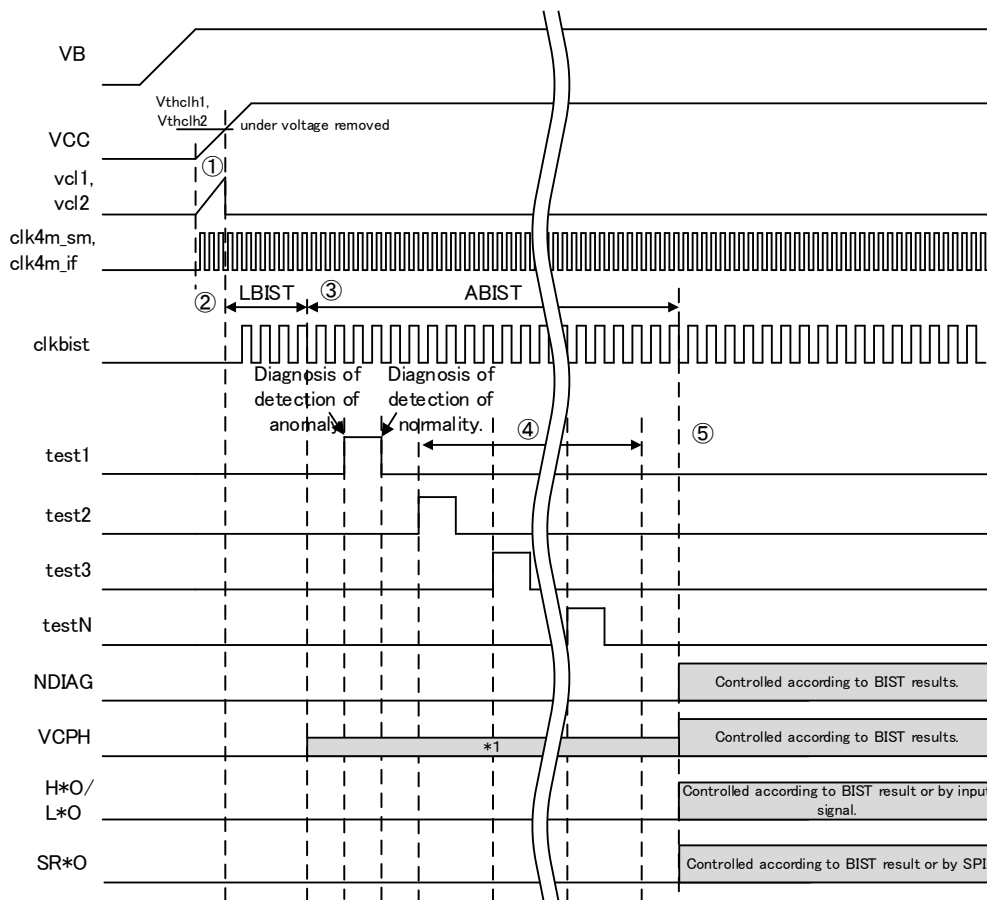 VB
Vthclh1,
Vthclh2
under voltage removed
VCC
①
vcl1,
vcl2
clk4m_sm,
clk4m_if
② LBIST ③ ABIST
clkbist
Diagnosis of
detection of
anomaly.
Diagnosis of
detection of
normality.
④
⑤
test1
test2
test3
testN
NDIAG
Controlled according to BIST results.
VCPH
*1
Controlled according to BIST results.
H*O/
L*O
Controlled according to BIST result or by input
signal.
SR*O
Controlled according to BIST result or by SPI.